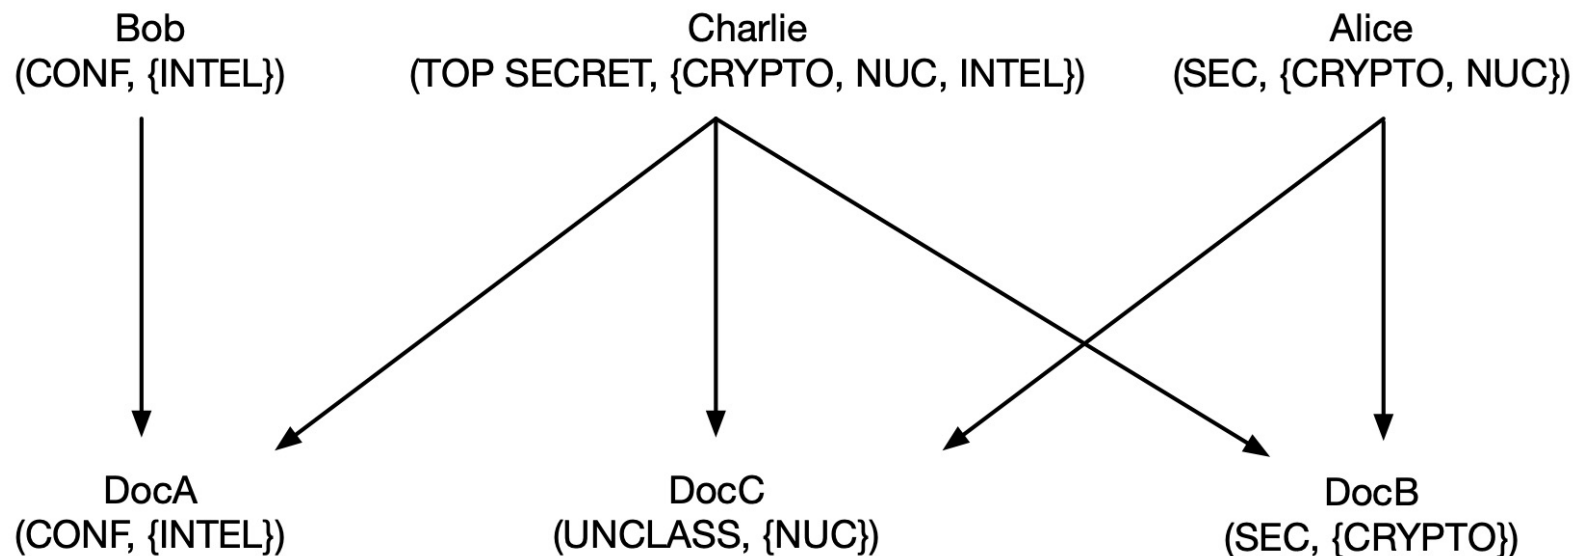 Bob
(CONF, {INTEL})
Charlie
(TOP SECRET, {CRYPTO, NUC, INTEL})
Alice
(SEC, {CRYPTO, NUC})
DocA
(CONF, {INTEL})
DocC
(UNCLASS, {NUC})
DocB
(SEC, {CRYPTO})